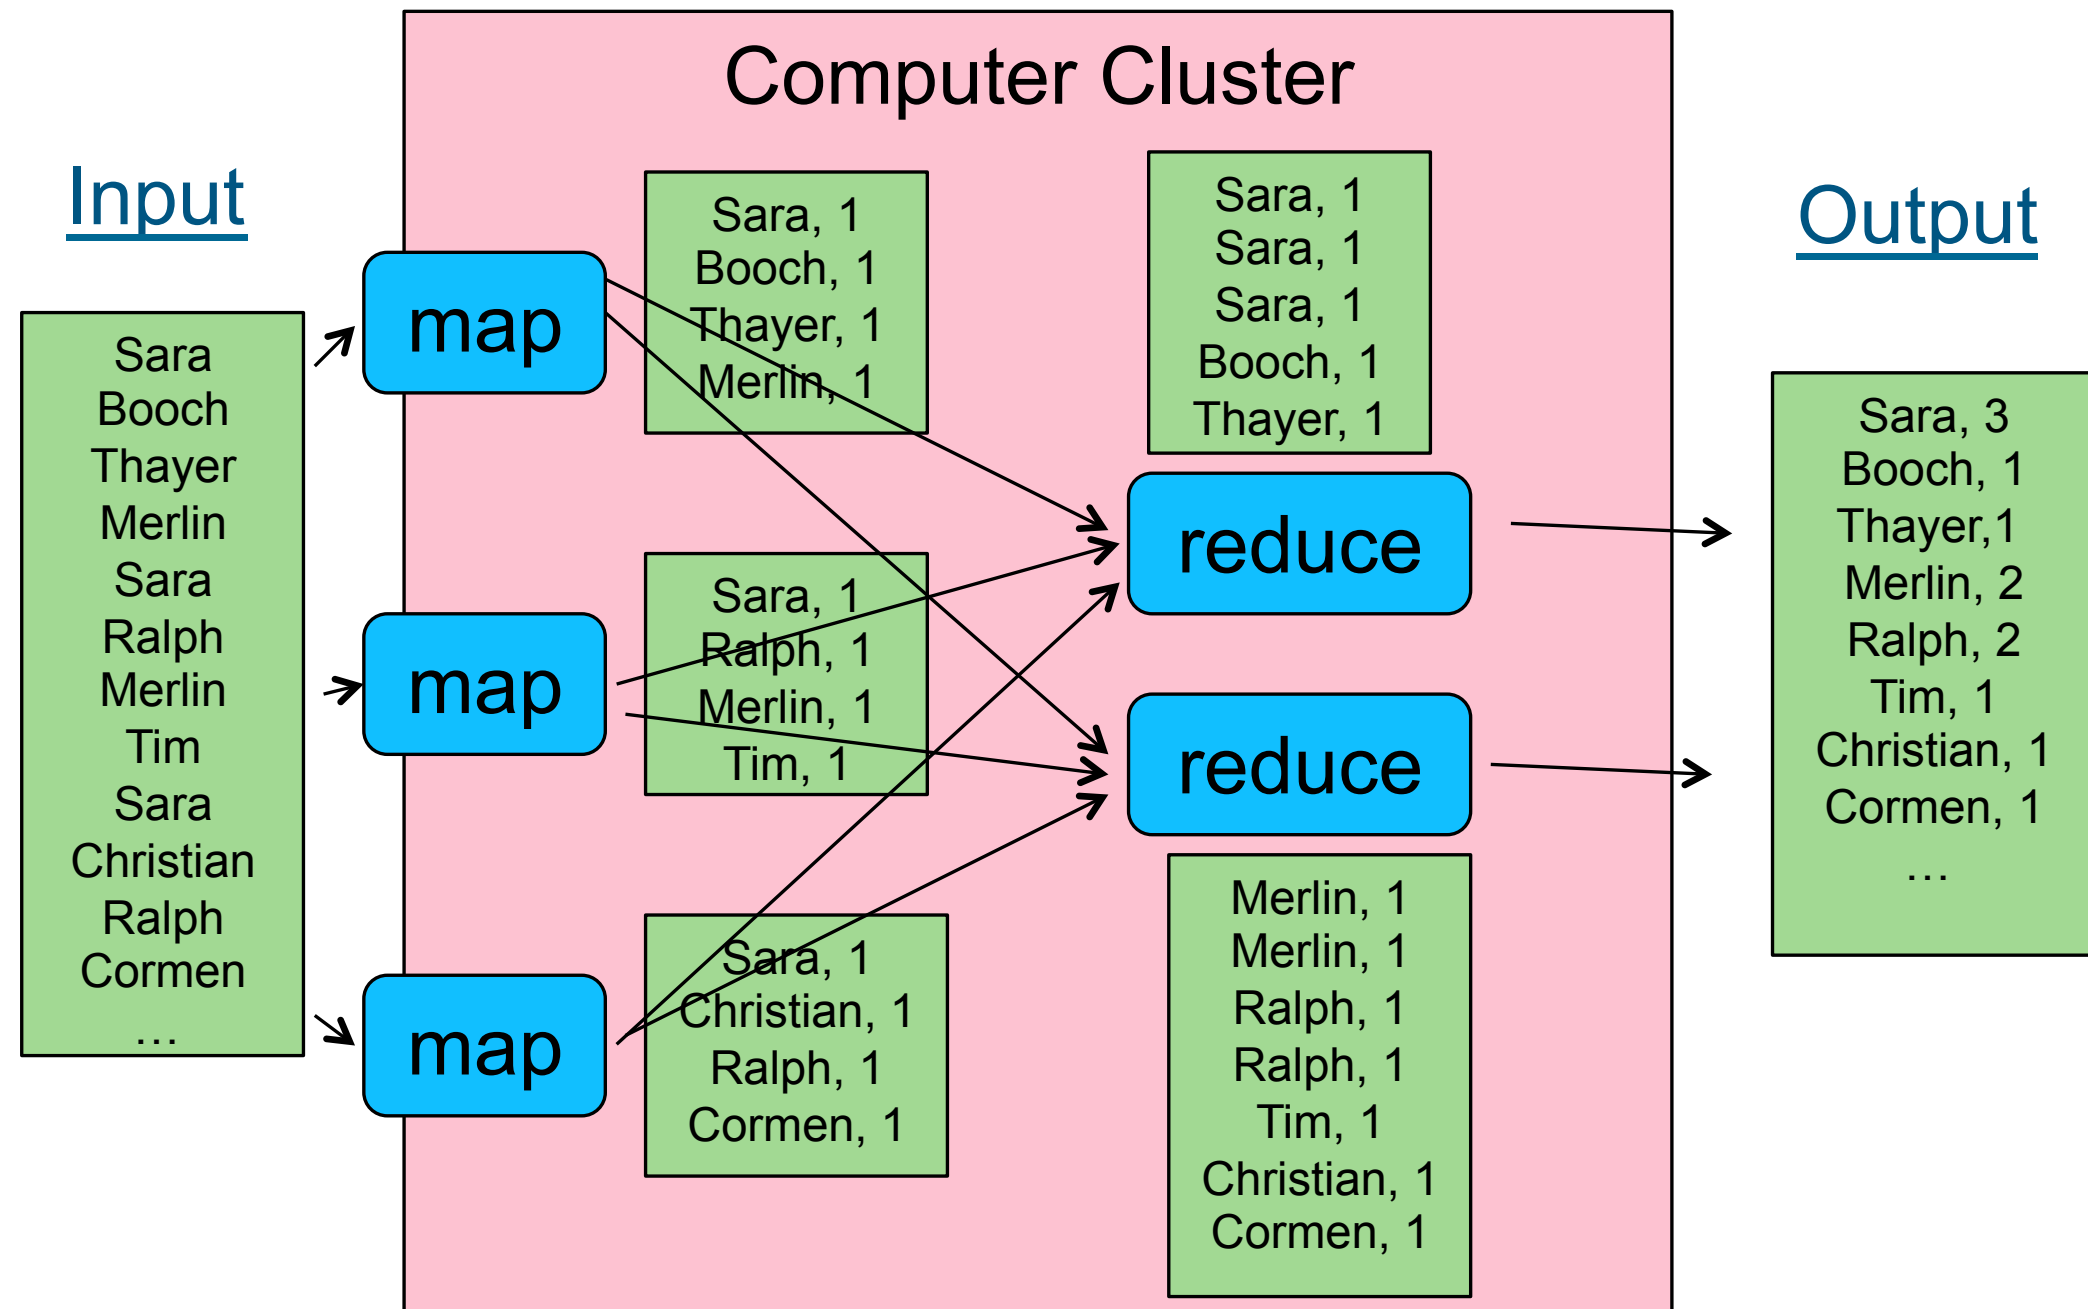 Computer Cluster
Input
Sara
Booch
Thayer
Merlin
Sara
Ralph
Merlin
Tim
Sara
Christian
Ralph
Cormen
…
map
map
map
Sara, 1
Booch, 1
Thayer, 1
Merlin, 1
Sara, 1
Ralph, 1
Merlin, 1
Tim, 1
Sara, 1
Christian, 1
Ralph, 1
Cormen, 1
Sara, 1
Sara, 1
Sara, 1
Booch, 1
Thayer, 1
reduce
reduce
Merlin, 1
Merlin, 1
Ralph, 1
Ralph, 1
Tim, 1
Christian, 1
Cormen, 1
Output
Sara, 3
Booch, 1
Thayer,1
Merlin, 2
Ralph, 2
Tim, 1
Christian, 1
Cormen, 1
…